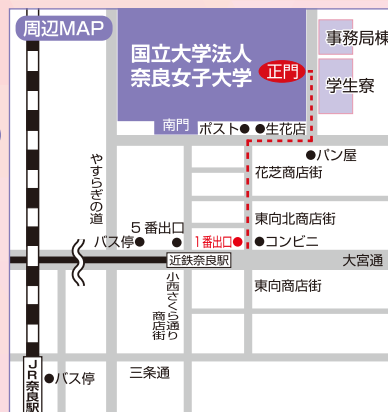 周辺MAP
国立大学法人
奈良女子大学
正門
事務局棟
学生寮
南門
ポスト
生花店
パン屋
やすらぎの道
花芝商店街
東向北商店街
5番出口
バス停
1番出口
コンビニ
近鉄奈良駅
大宮通
小西さくら通り
商店街
東向商店街
JR奈良駅
バス停
三条通